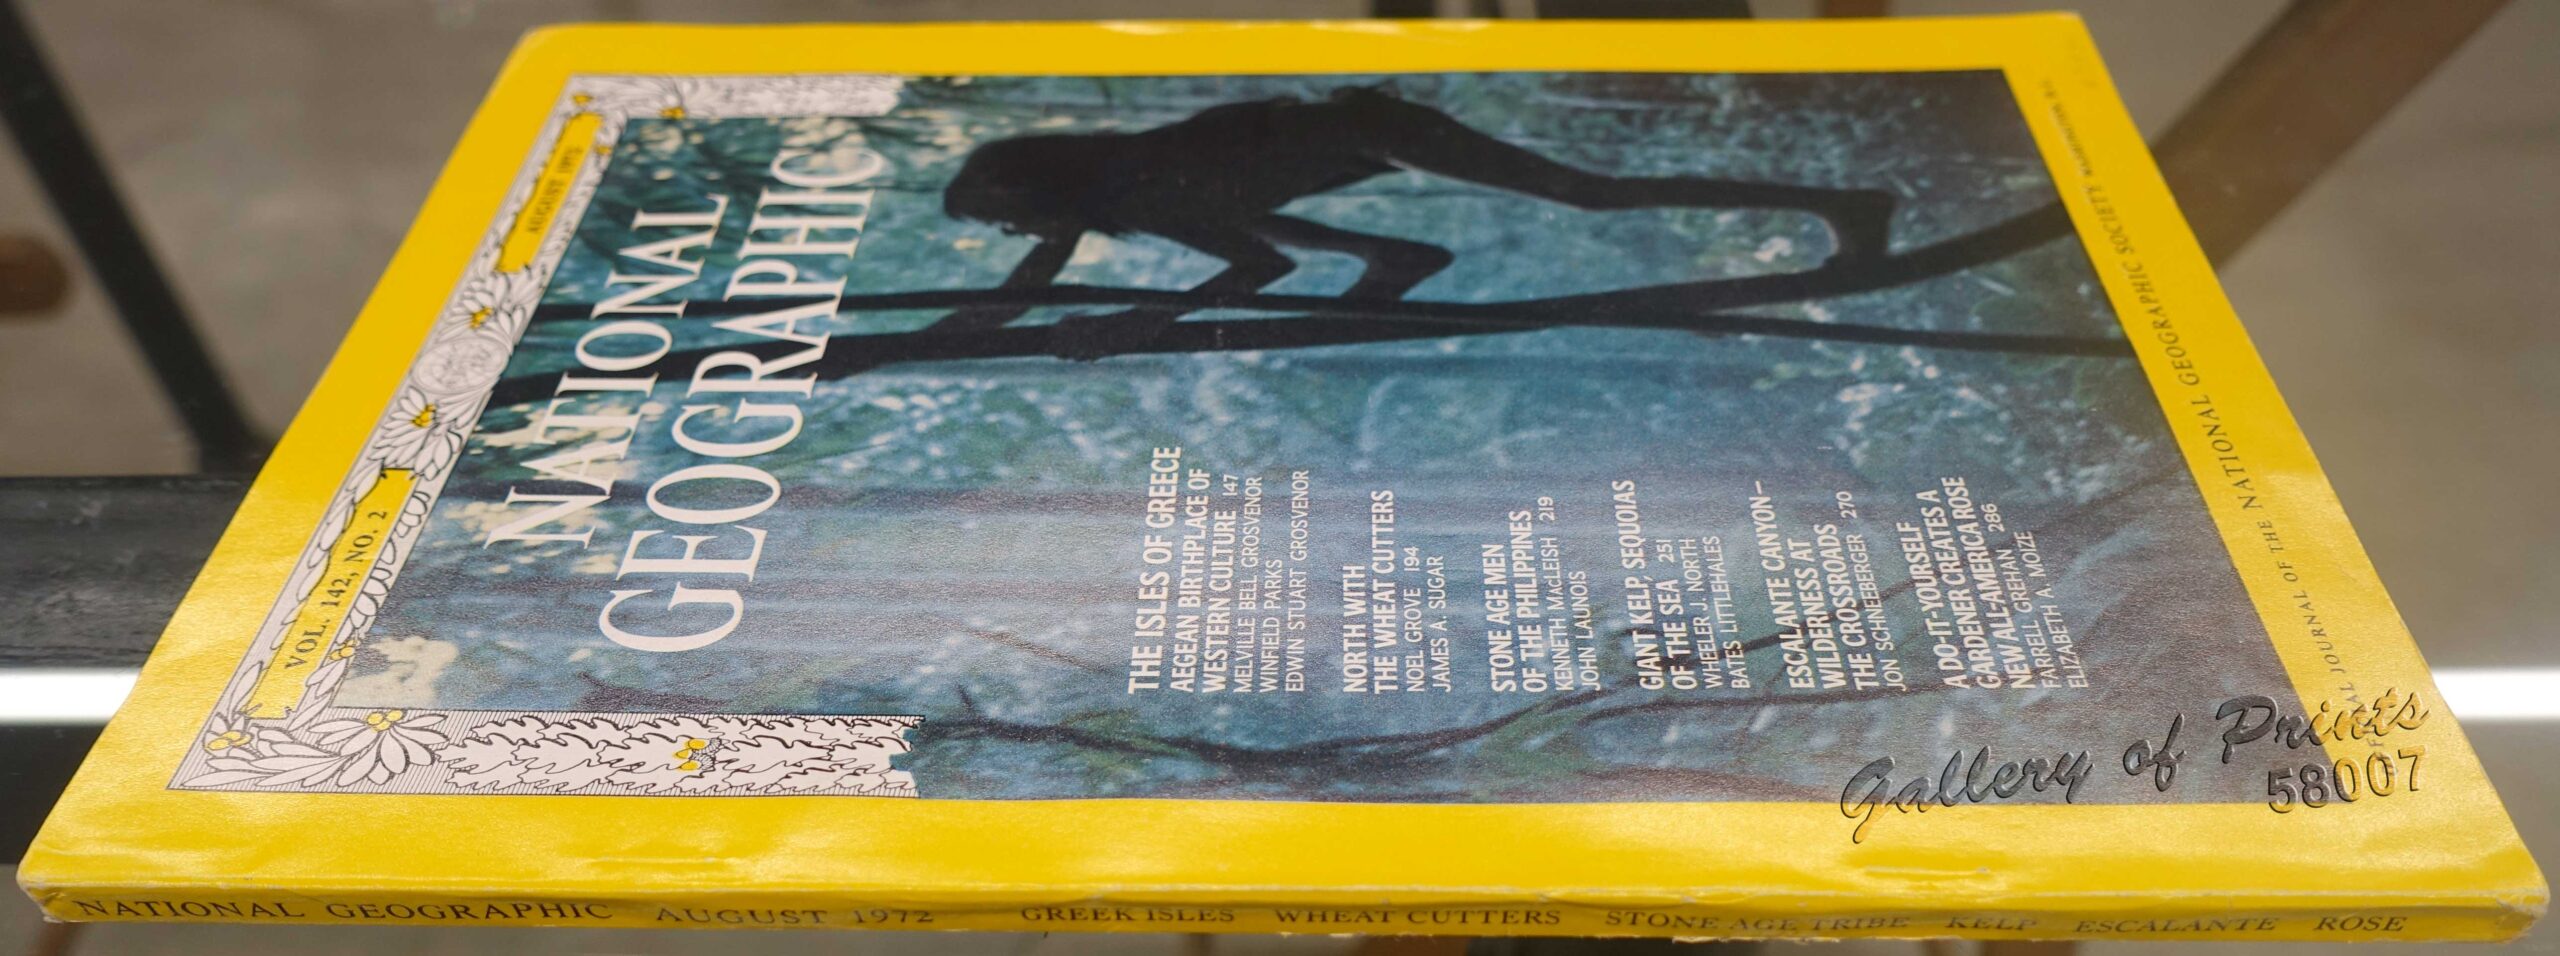 VOL. 142, NO. 2
AUGUST 1972
NATIONAL
GEOGRAPHIC
THE ISLES OF GREECE
AEGEAN BIRTHPLACE OF
WESTERN CULTURE 147
MELVILLE BELL GROSVENOR
WINFIELD PARKS
EDWIN STUART GROSVENOR
NORTH WITH
THE WHEAT CUTTERS
NOEL GROVE 194
JAMES A. SUGAR
STONE AGE MEN
OF THE PHILIPPINES
KENNETH MacLEISH 219
JOHN LAUNOIS
GIANT KELP, SEQUOIAS
OF THE SEA 251
WHEELER J. NORTH
BATES LITTLEHALES
ESCALANTE CANYON–
WILDERNESS AT
THE CROSSROADS 270
JON SCHNEEBERGER
A DO-IT-YOURSELF
GARDENER CREATES A
NEW ALL-AMERICA ROSE
FARRELL GREHAN 286
ELIZABETH A. MOIZE
JOURNAL OF THE NATIONAL GEOGRAPHIC SOCIETY WASHINGTON, D.C.
Gallery of Prints
58007
NATIONAL GEOGRAPHIC AUGUST 1972 GREEK ISLES WHEAT CUTTERS STONE AGE TRIBE KELP ESCALANTE ROSE